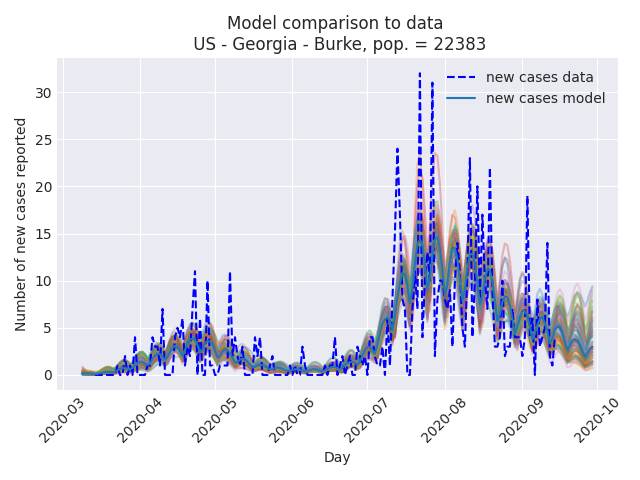 Model comparison to data
US - Georgia - Burke, pop. = 22383
new cases data
new cases model
Number of new cases reported
30
25
20
15
10
5
0
2020-03
2020-04
2020-05
2020-06
2020-07
2020-08
2020-09
2020-10
Day